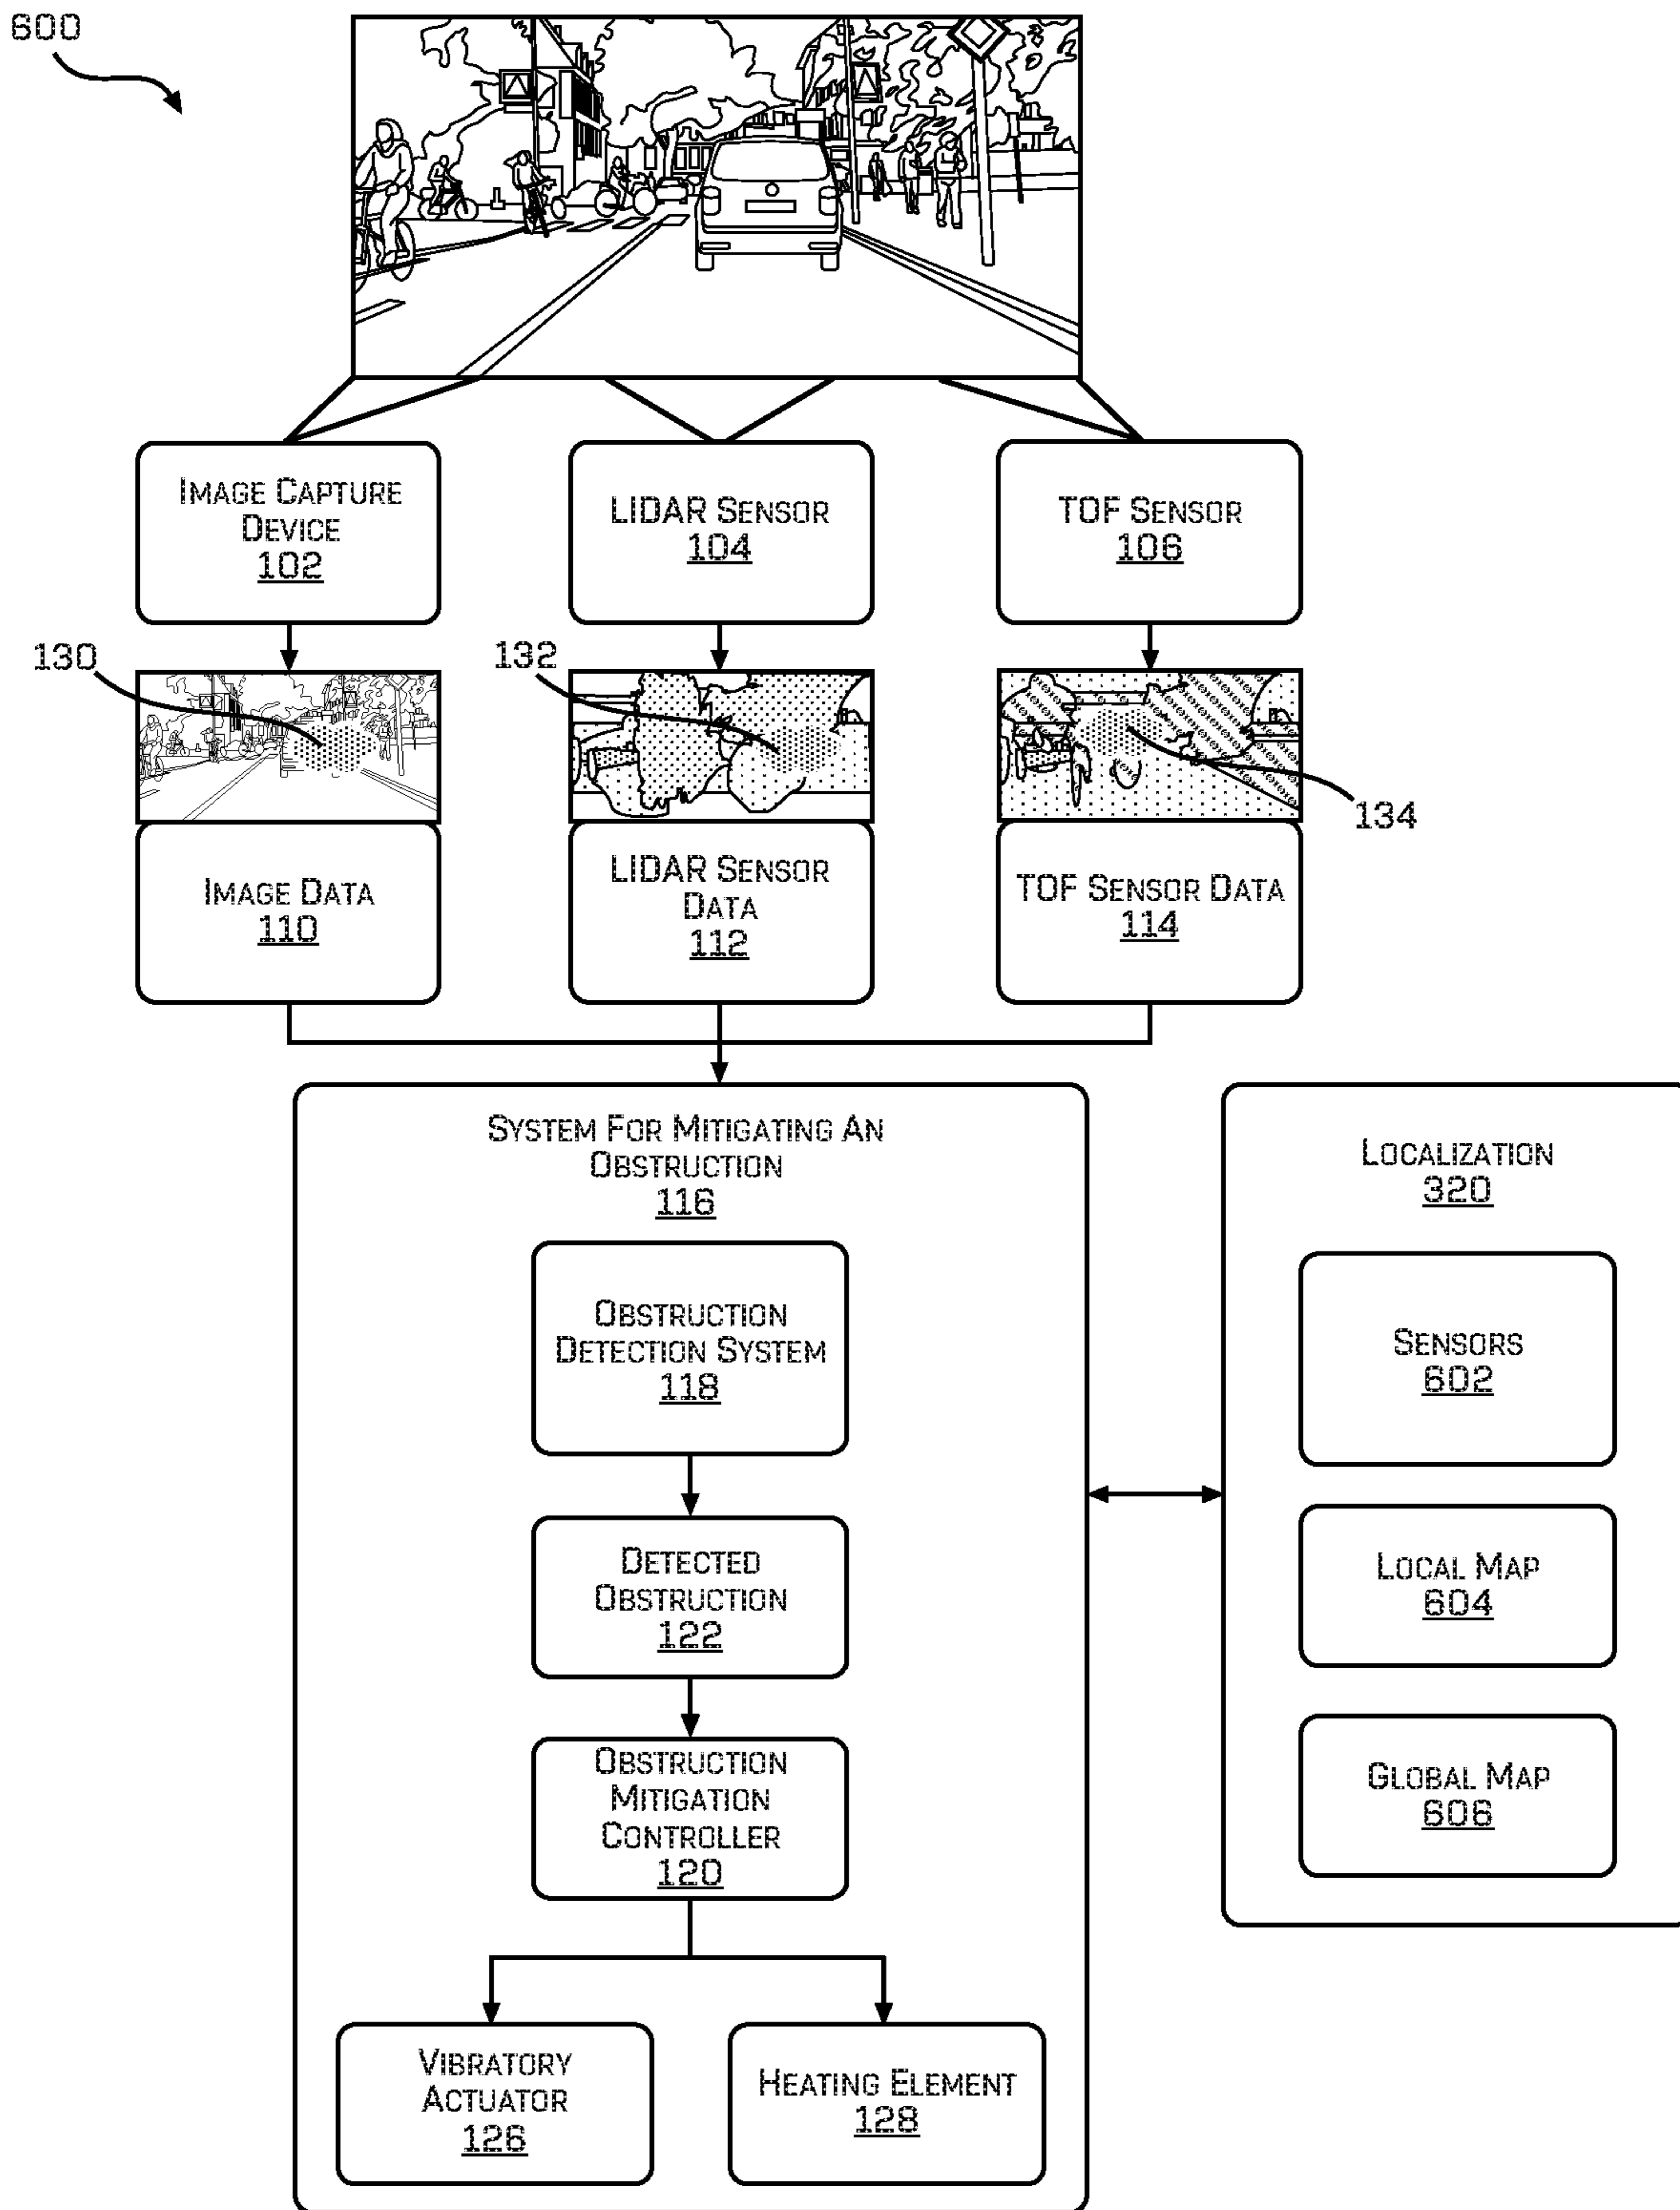 600
IMAGE CAPTURE
DEVICE
102
LIDAR SENSOR
104
TOF SENSOR
106
130
132
134
IMAGE DATA
110
LIDAR SENSOR
DATA
112
TOF SENSOR DATA
114
SYSTEM FOR MITIGATING AN
OBSTRUCTION
116
OBSTRUCTION
DETECTION SYSTEM
118
DETECTED
OBSTRUCTION
122
OBSTRUCTION
MITIGATION
CONTROLLER
120
VIBRATORY
ACTUATOR
126
HEATING ELEMENT
128
LOCALIZATION
320
SENSORS
602
LOCAL MAP
604
GLOBAL MAP
606